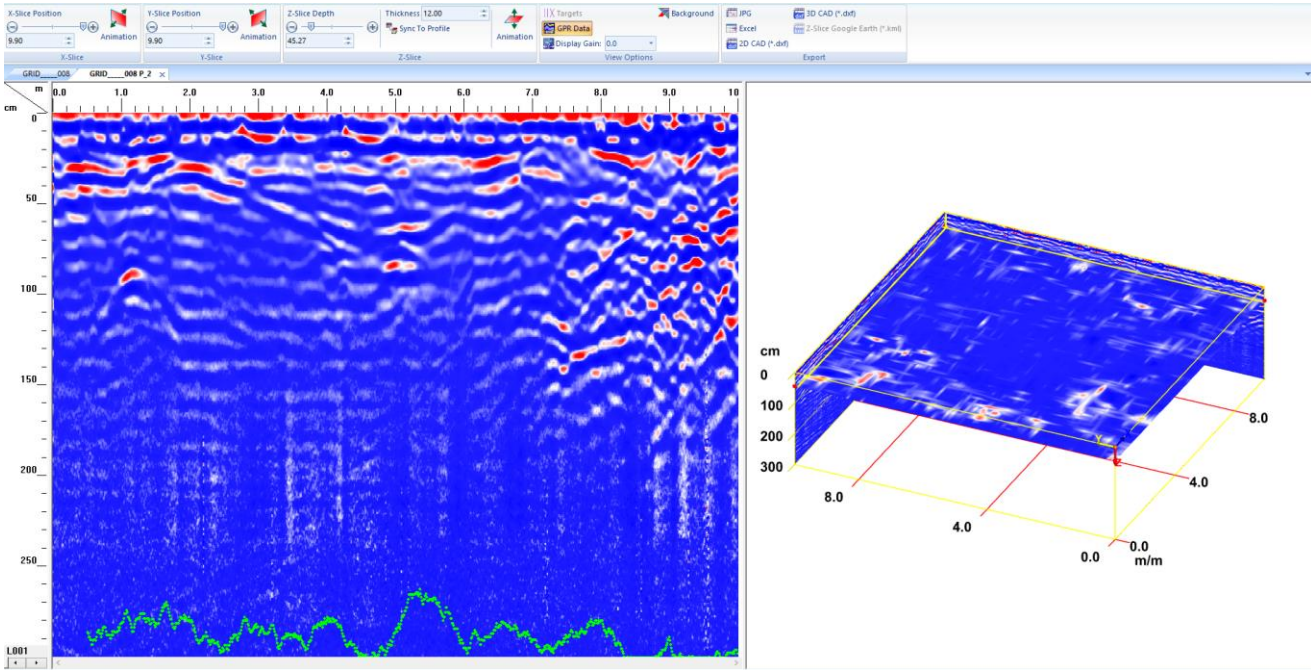 X-Slice Position
9.90
Animation
X-Slice
Y-Slice Position
9.90
Animation
Y-Slice
Z-Slice Depth
45.27
Thickness 12.00
Sync To Profile
Animation
Z-Slice
Targets
GPR Data
Display Gain: 0.0
Background
View Options
JPG
Excel
2D CAD (*.dxf)
3D CAD (*.dxf)
Z-Slice Google Earth (*.kml)
Export
GRID____008
GRID____008 P_2 ×
m
cm
0.0 1.0 2.0 3.0 4.0 5.0 6.0 7.0 8.0 9.0 10
0
50
100
150
200
250
L001
cm
0
100
200
300
8.0
4.0
0.0
0.0
m/m
4.0
8.0
Y